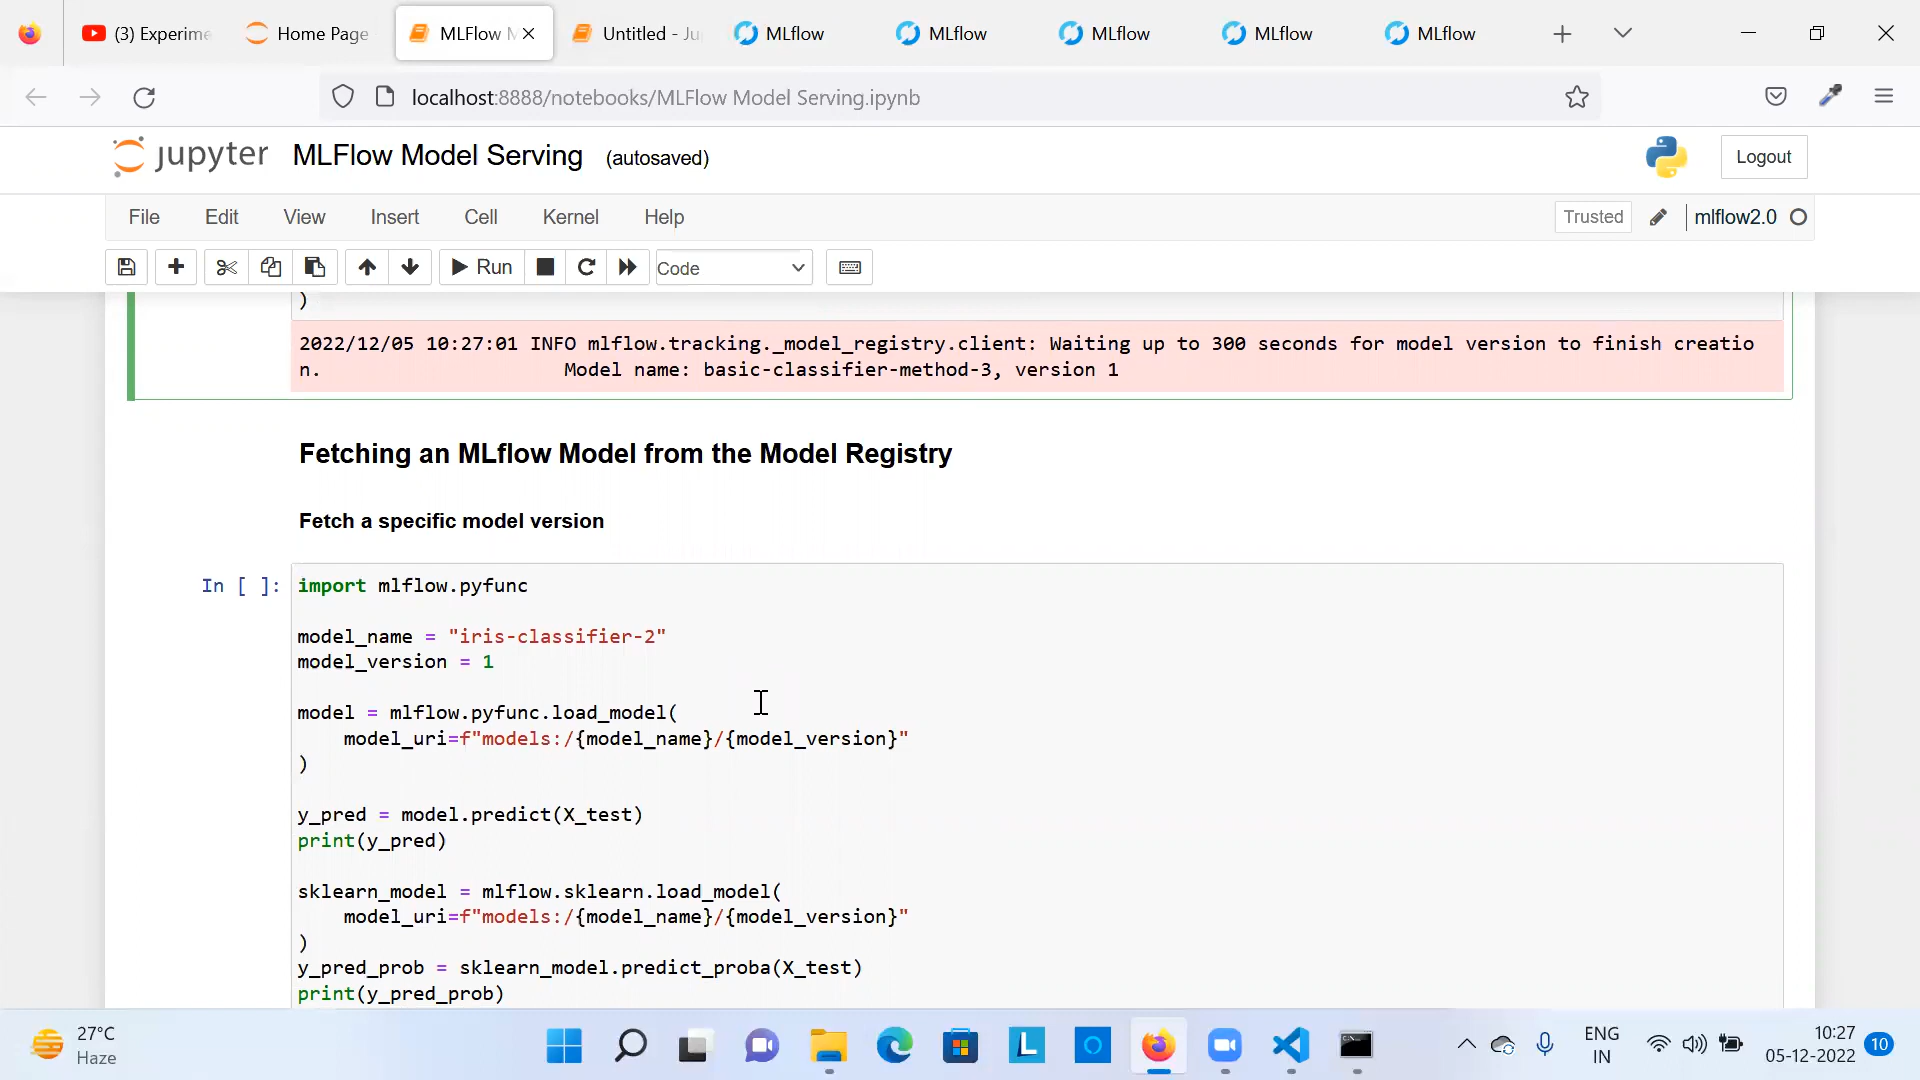 (3) Experime
Home Page
MLFlow M
Untitled - Ju
MLflow
MLflow
MLflow
MLflow
MLflow
localhost:8888/notebooks/MLFlow Model Serving.ipynb
jupyter
MLFlow Model Serving
(autosaved)
Logout
File
Edit
View
Insert
Cell
Kernel
Help
Trusted
mlflow2.0
Run
Code
)
2022/12/05 10:27:01 INFO mlflow.tracking._model_registry.client: Waiting up to 300 seconds for model version to finish creatio
n. Model name: basic-classifier-method-3, version 1
Fetching an MLflow Model from the Model Registry
Fetch a specific model version
In [ ]:
import mlflow.pyfunc
model_name = "iris-classifier-2"
model_version = 1
model = mlflow.pyfunc.load_model(
model_uri=f"models:/{model_name}/{model_version}"
)
y_pred = model.predict(X_test)
print(y_pred)
sklearn_model = mlflow.sklearn.load_model(
model_uri=f"models:/{model_name}/{model_version}"
)
y_pred_prob = sklearn_model.predict_proba(X_test)
print(y_pred_prob)
27°C
Haze
L
ENG
IN
10:27
05-12-2022
10